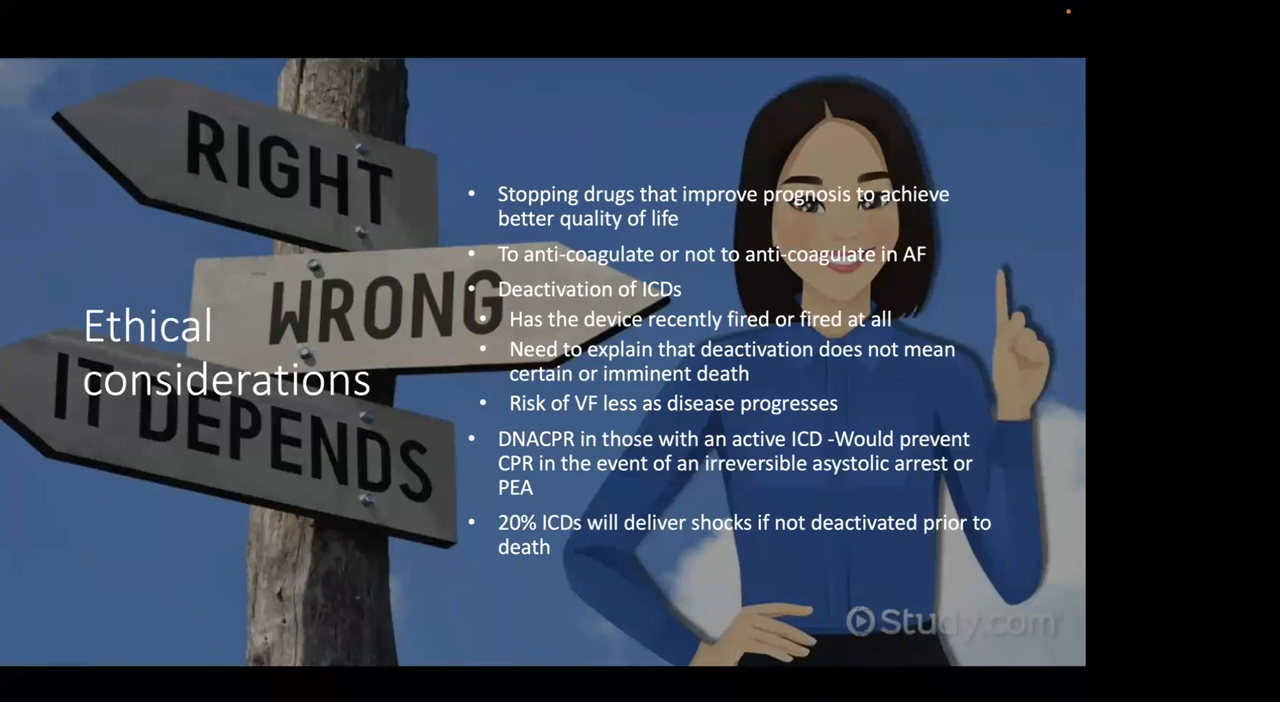 RIGHT
WRONG
IT DEPENDS
Ethical
considerations
• Stopping drugs that improve prognosis to achieve
better quality of life
• To anti-coagulate or not to anti-coagulate in AF
• Deactivation of ICDs
• Has the device recently fired or fired at all
• Need to explain that deactivation does not mean
certain or imminent death
• Risk of VF less as disease progresses
• DNACPR in those with an active ICD -Would prevent
CPR in the event of an irreversible asystolic arrest or
PEA
• 20% ICDs will deliver shocks if not deactivated prior to
death
Study.com